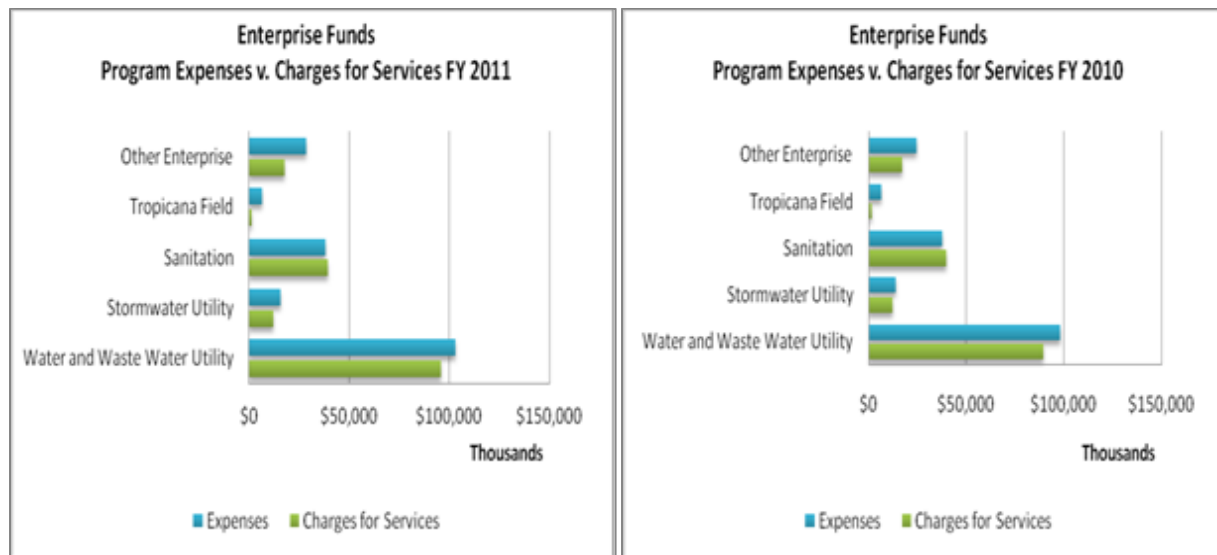 Enterprise Funds
Program Expenses v. Charges for Services FY 2011
Other Enterprise
Tropicana Field
Sanitation
Stormwater Utility
Water and Waste Water Utility
$0 $50,000 $100,000 $150,000
Thousands
Expenses Charges for Services
Enterprise Funds
Program Expenses v. Charges for Services FY 2010
Other Enterprise
Tropicana Field
Sanitation
Stormwater Utility
Water and Waste Water Utility
$0 $50,000 $100,000 $150,000
Thousands
Expenses Charges for Services